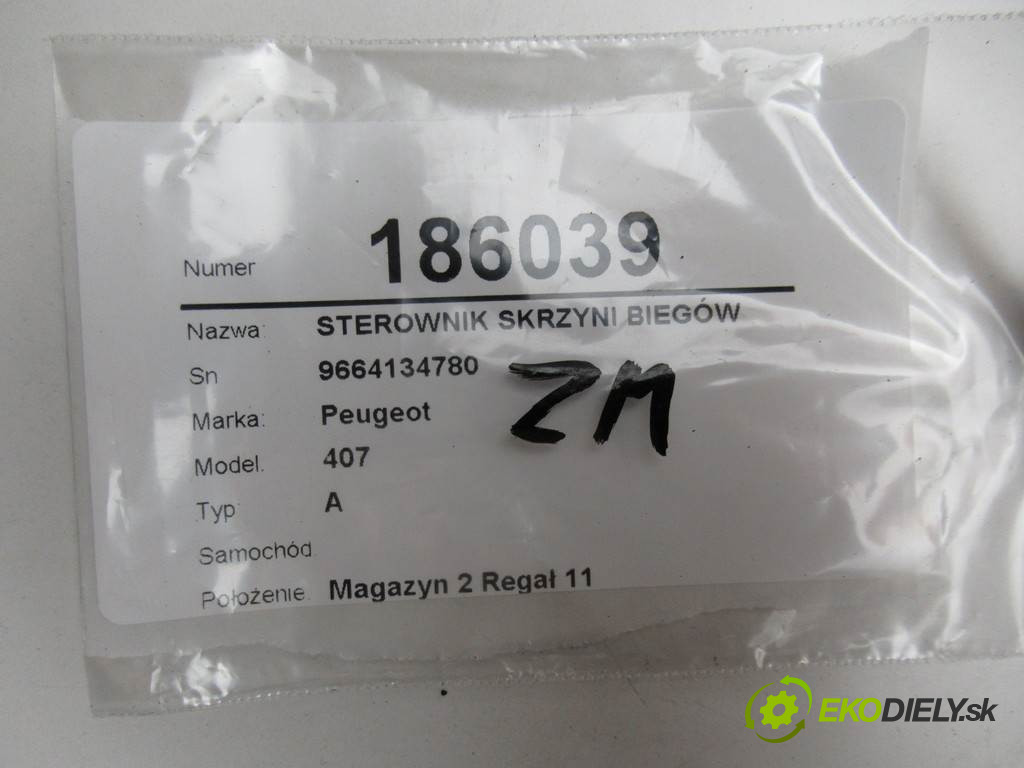 Numer 186039
Nazwa: STEROWNIK SKRZYNI BIEGÓW
Sn 9664134780
ZM
Marka: Peugeot
Model. 407
Typ A
Samochód
Położenie. Magazyn 2 Regał 11
EKODIELY.sk